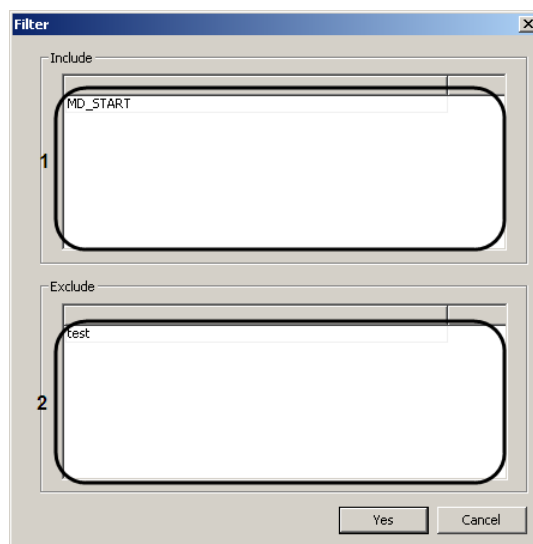 Filter
Include
MD_START
1
Exclude
test
2
Yes Cancel